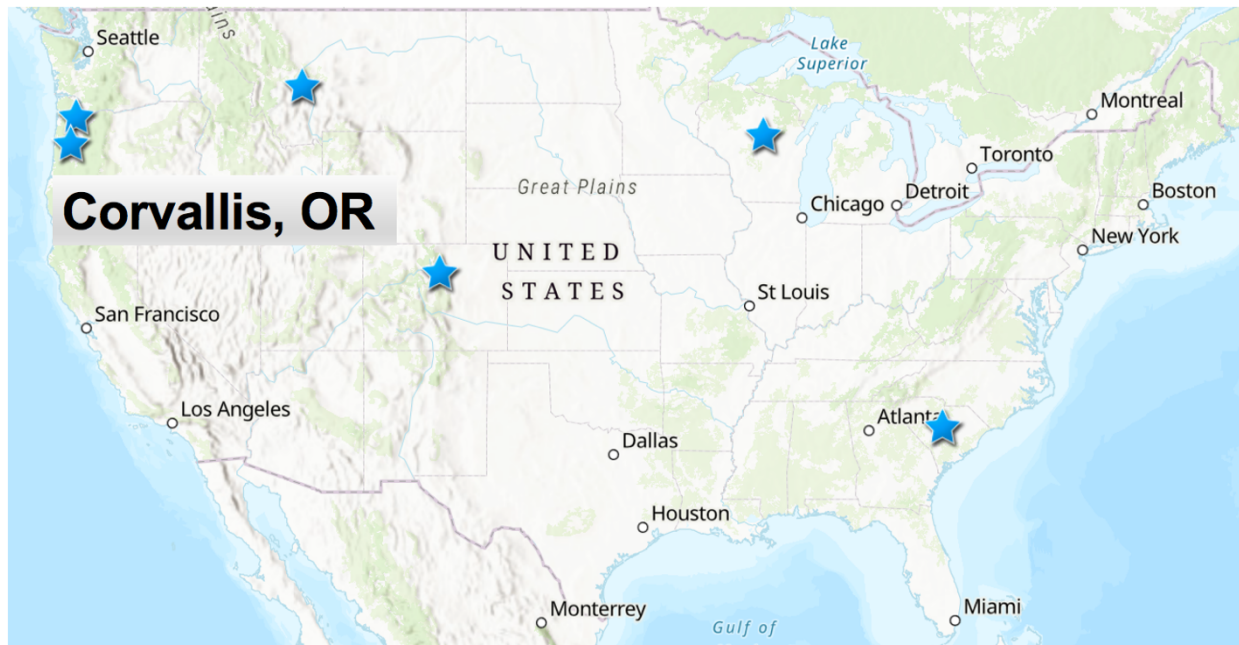 Seattle
uins
Lake
Superior
Montreal
Toronto
Great Plains
Chicago
Detroit
Boston
Corvallis, OR
New York
UNITED
STATES
St Louis
San Francisco
Los Angeles
Atlanta
Dallas
Houston
Monterrey
Miami
Gulf of